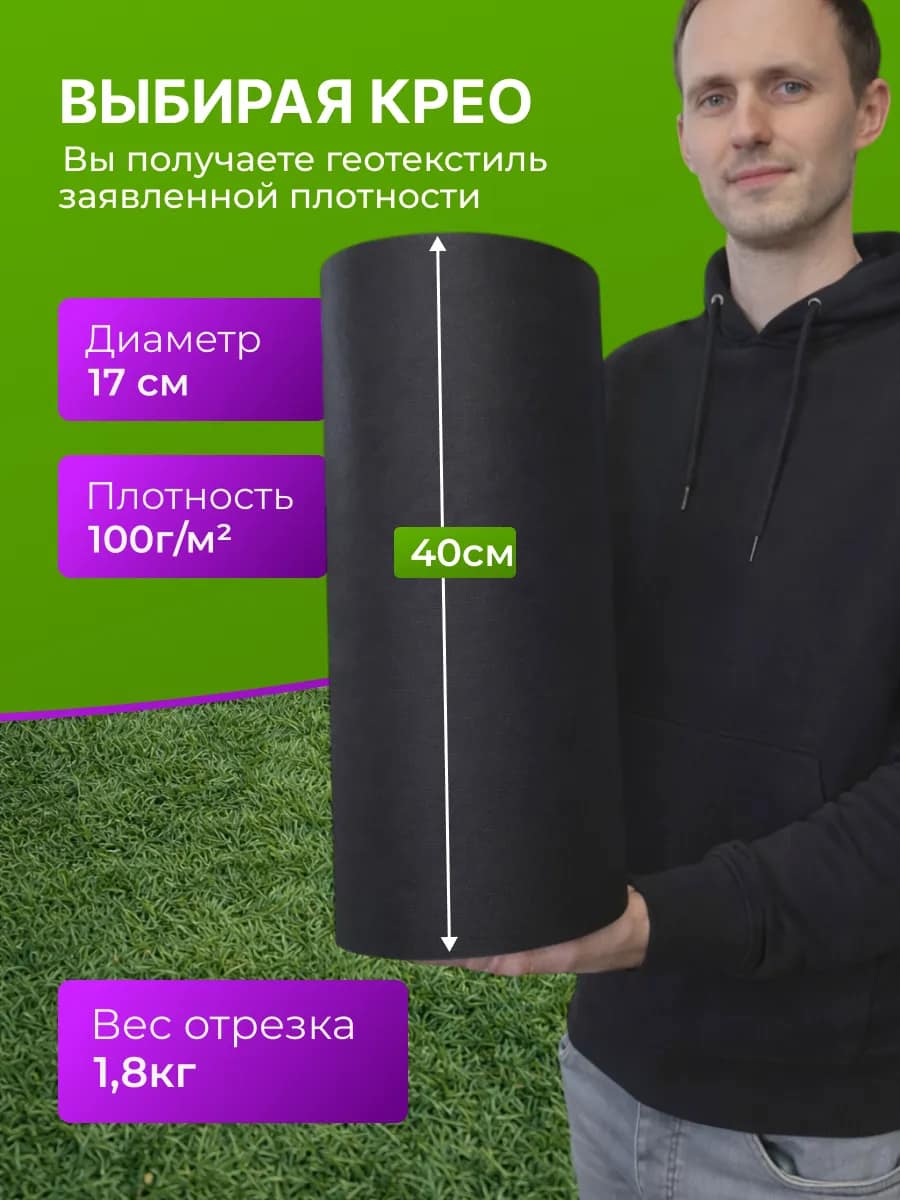 ВЫБИРАЯ КРЕО
Вы получаете геотекстиль
заявленной плотности
Диаметр
17 см
Плотность
100г/м²
40см
Вес отрезка
1,8кг